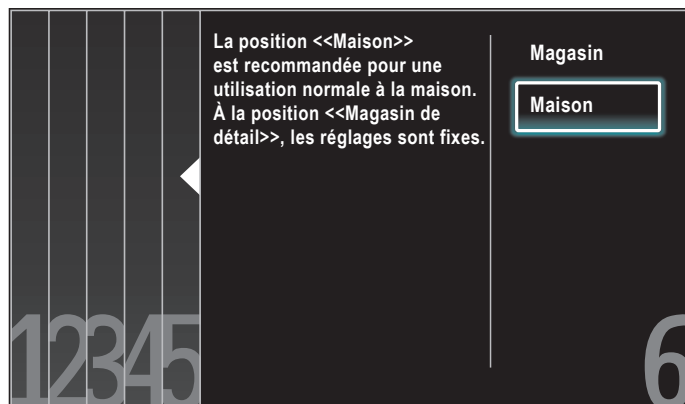 La position <<Maison>>
est recommandée pour une
utilisation normale à la maison.
À la position <<Magasin de
détail>>, les réglages sont fixes.
Magasin
Maison
12345
6